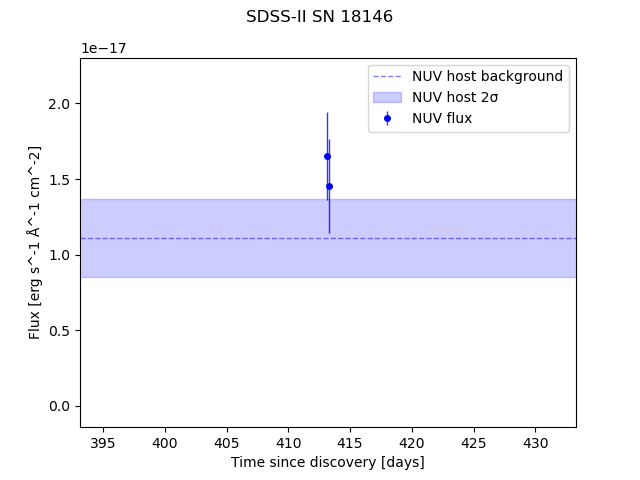 SDSS-II SN 18146
1e−17
NUV host background
NUV host 2σ
NUV flux
2.0
1.5
1.0
0.5
0.0
Flux [erg s^-1 Å^-1 cm^-2]
395 400 405 410 415 420 425 430
Time since discovery [days]